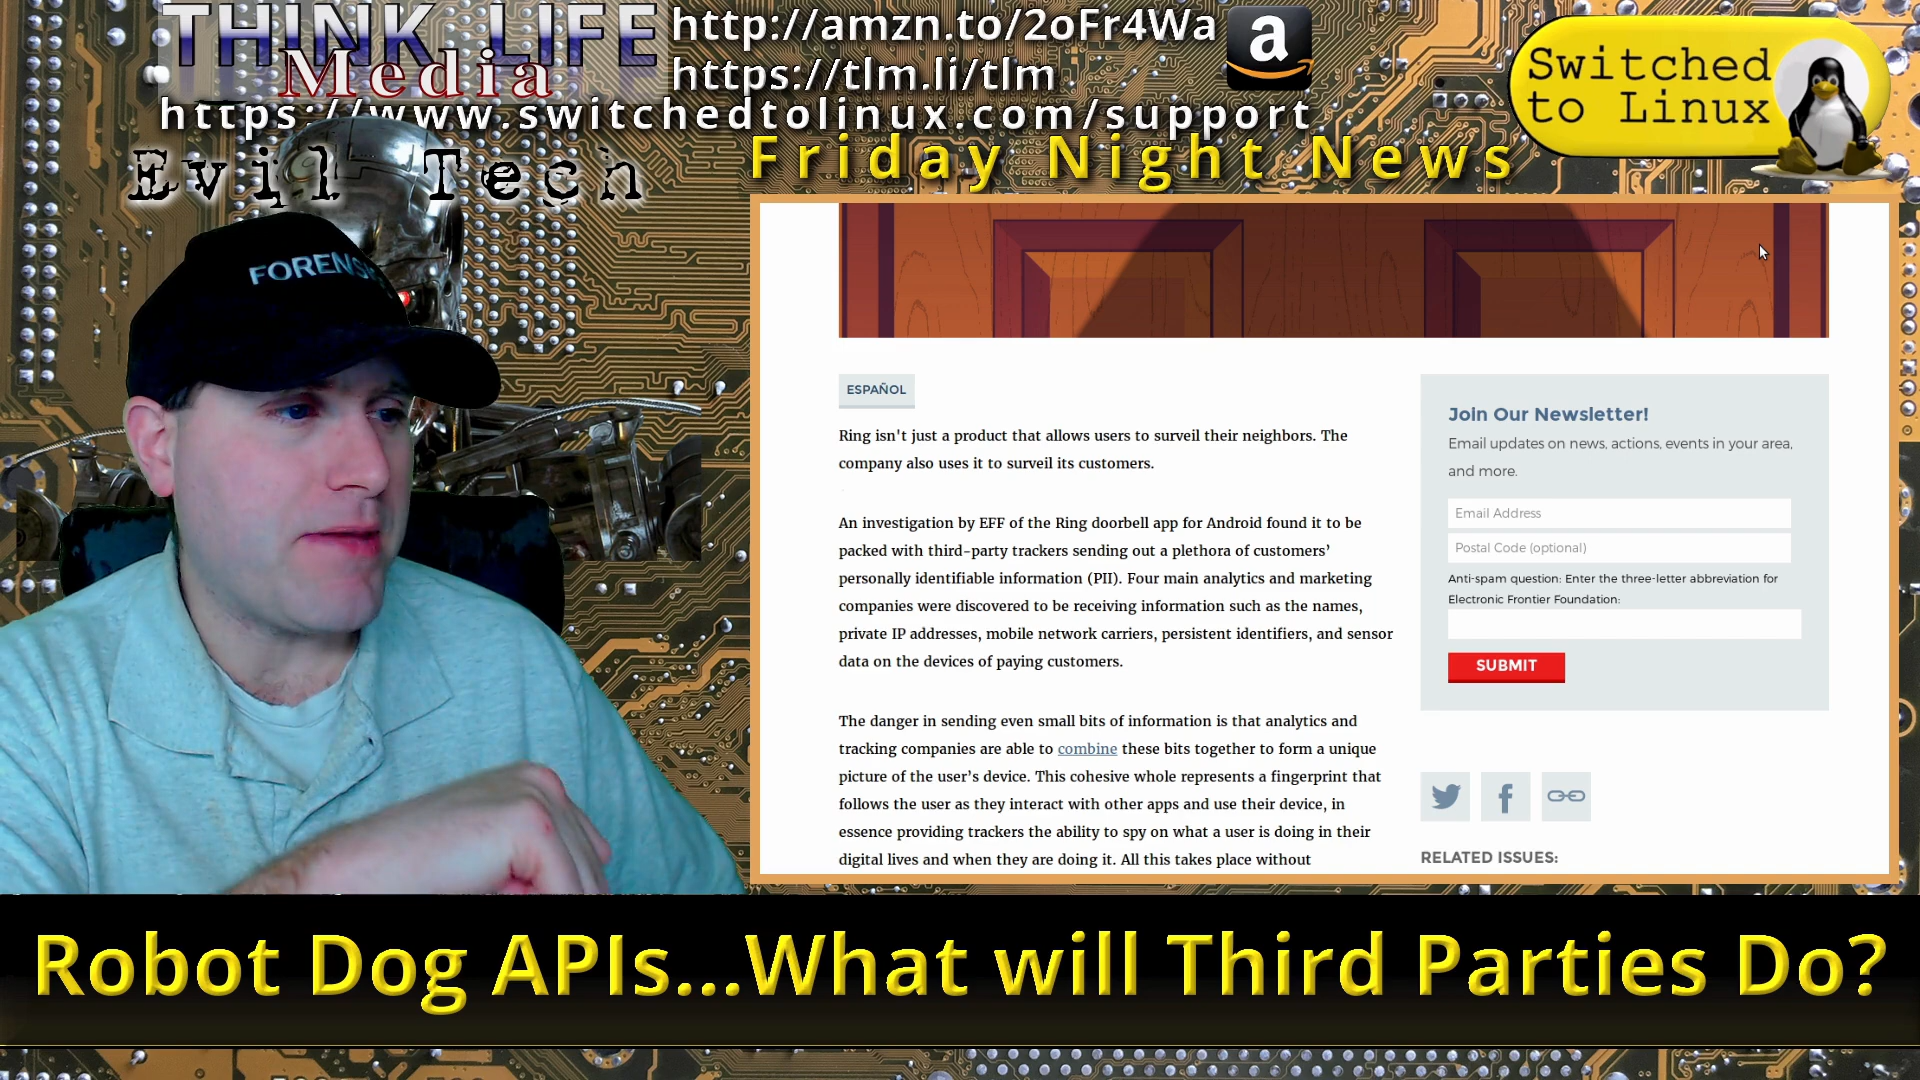 THINK LIFE
Media
http://amzn.to/2oFr4Wa
https://tlm.li/tlm
https://www.switchedtolinux.com/support
Switched
to Linux
Evil Tech
Friday Night News
FORENSI
ESPAÑOL
Ring isn't just a product that allows users to surveil their neighbors. The
company also uses it to surveil its customers.
An investigation by EFF of the Ring doorbell app for Android found it to be
packed with third-party trackers sending out a plethora of customers’
personally identifiable information (PII). Four main analytics and marketing
companies were discovered to be receiving information such as the names,
private IP addresses, mobile network carriers, persistent identifiers, and sensor
data on the devices of paying customers.
The danger in sending even small bits of information is that analytics and
tracking companies are able to combine these bits together to form a unique
picture of the user’s device. This cohesive whole represents a fingerprint that
follows the user as they interact with other apps and use their device, in
essence providing trackers the ability to spy on what a user is doing in their
digital lives and when they are doing it. All this takes place without
Join Our Newsletter!
Email updates on news, actions, events in your area,
and more.
Email Address
Postal Code (optional)
Anti-spam question: Enter the three-letter abbreviation for
Electronic Frontier Foundation:
SUBMIT
RELATED ISSUES:
Robot Dog APIs...What will Third Parties Do?